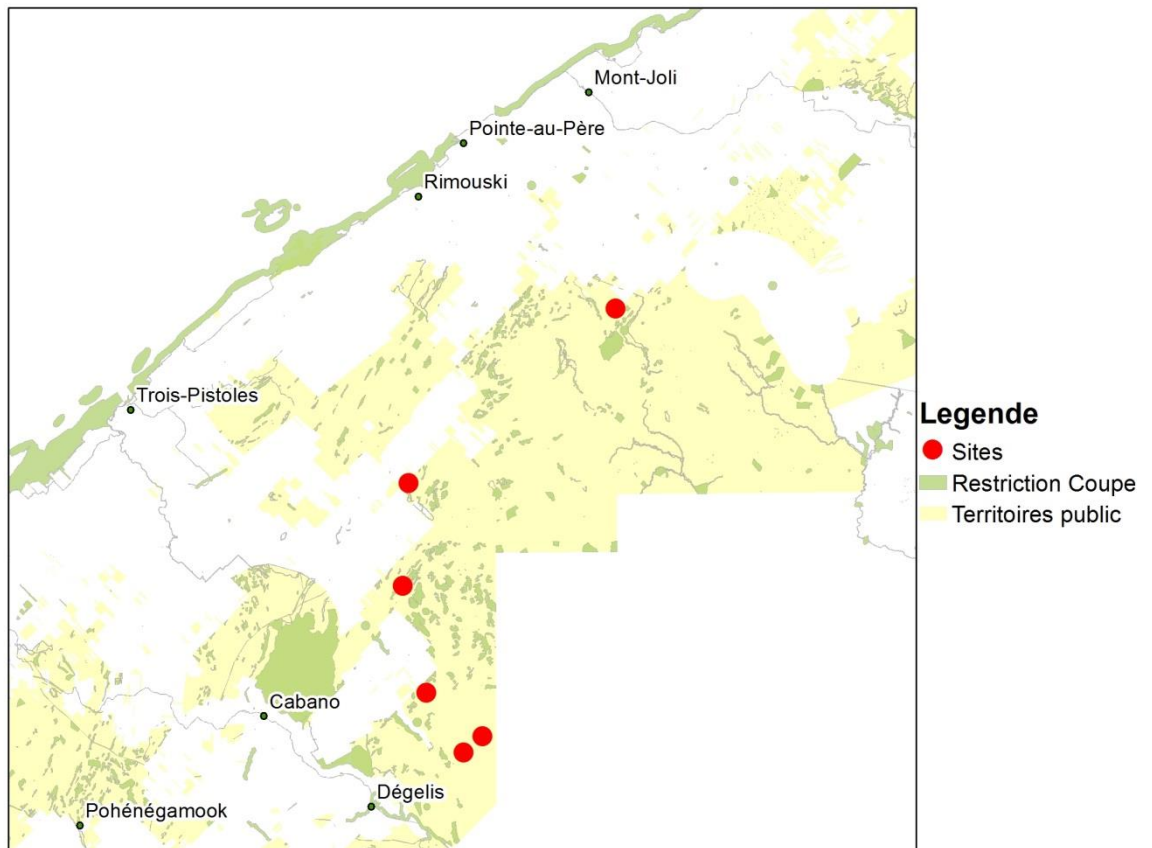 Mont-Joli
Pointe-au-Père
Rimouski
Trois-Pistoles
Cabano
Dégelis
Pohénégamook
Legende
Sites
Restriction Coupe
Territoires public